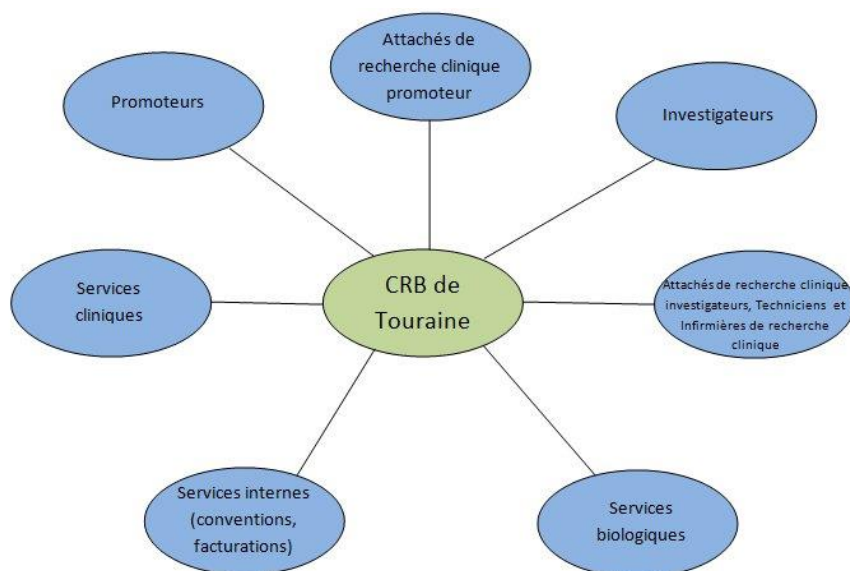 Attachés de
recherche clinique
promoteur
Promoteurs
Investigateurs
CRB de
Touraine
Services
cliniques
Attachés de recherche clinique
investigateurs, Techniciens et
Infirmières de recherche
clinique
Services internes
(conventions,
facturations)
Services
biologiques